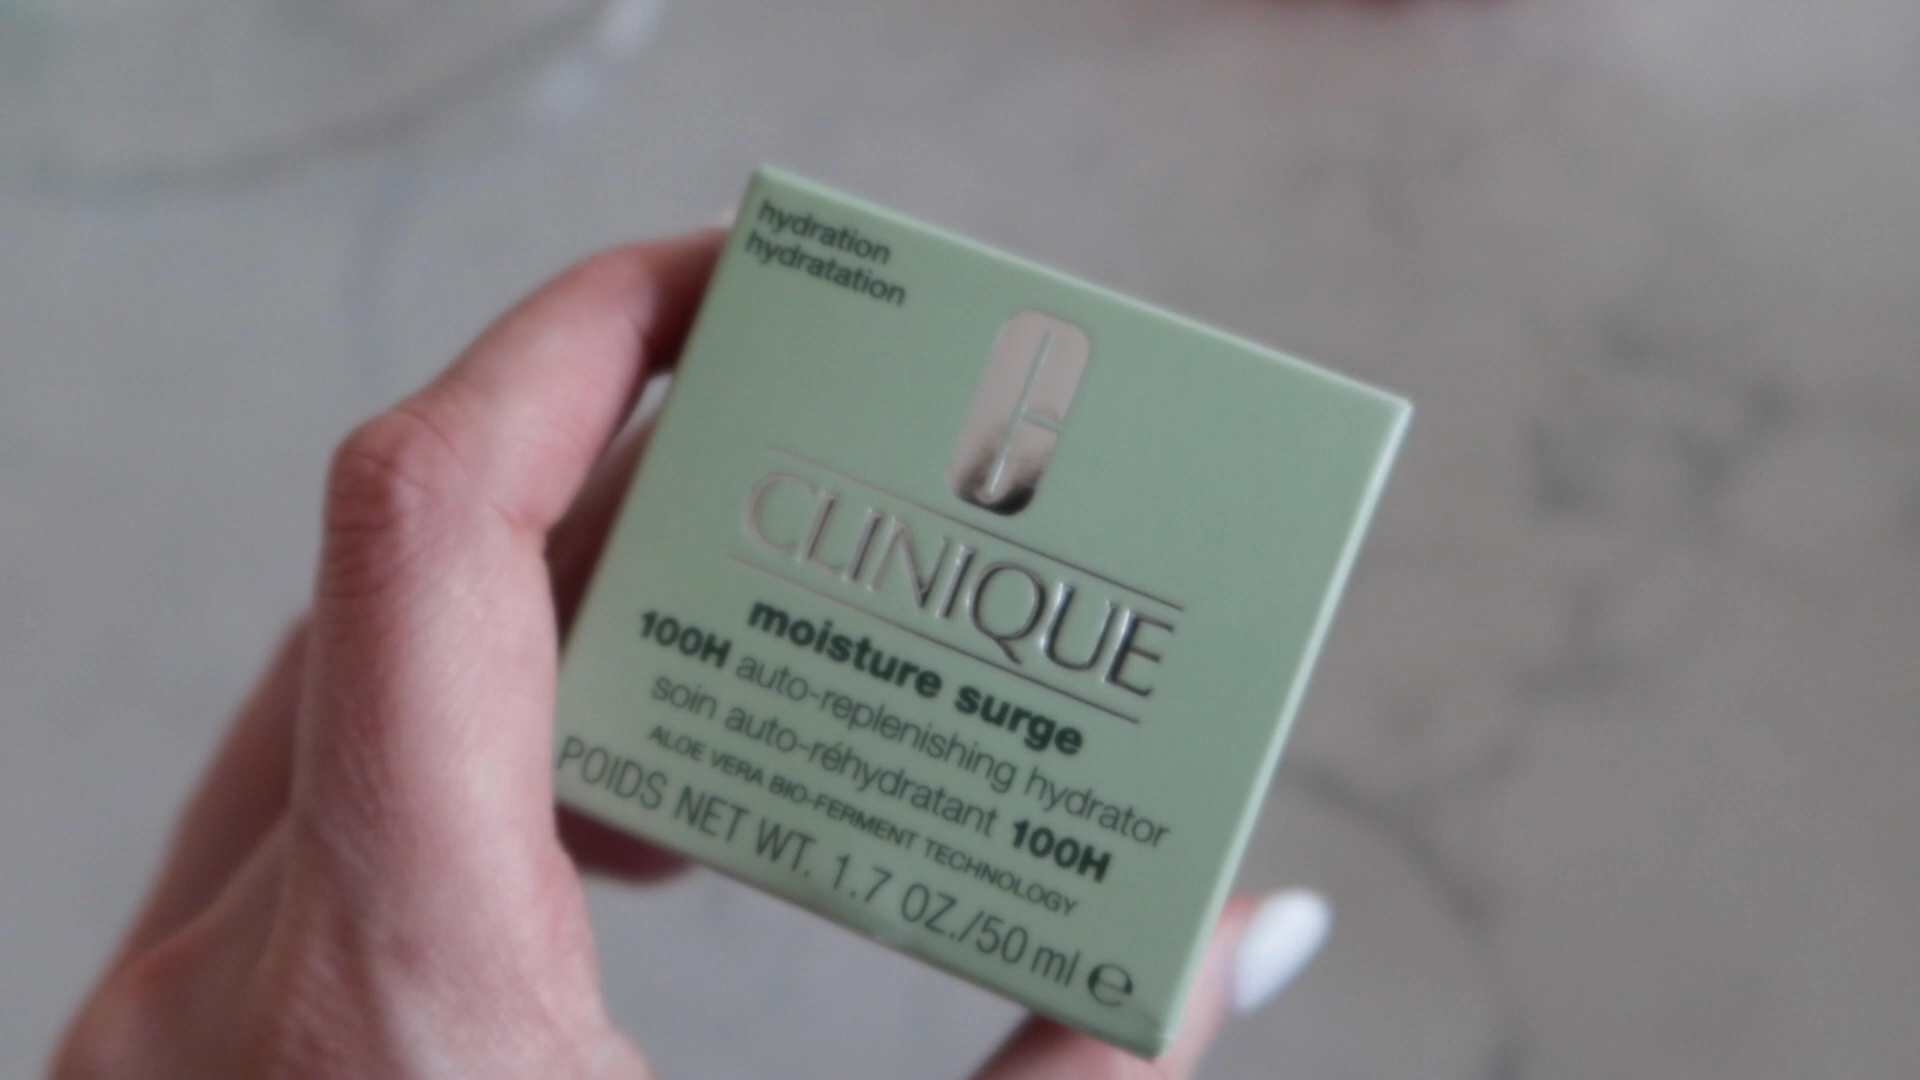 hydration
hydratation
CLINIQUE
moisture surge
100H auto-replenishing hydrator
soin auto-réhydratant 100H
ALOE VERA BIO-FERMENT TECHNOLOGY
POIDS NET WT. 1.7 OZ./50 ml ℮